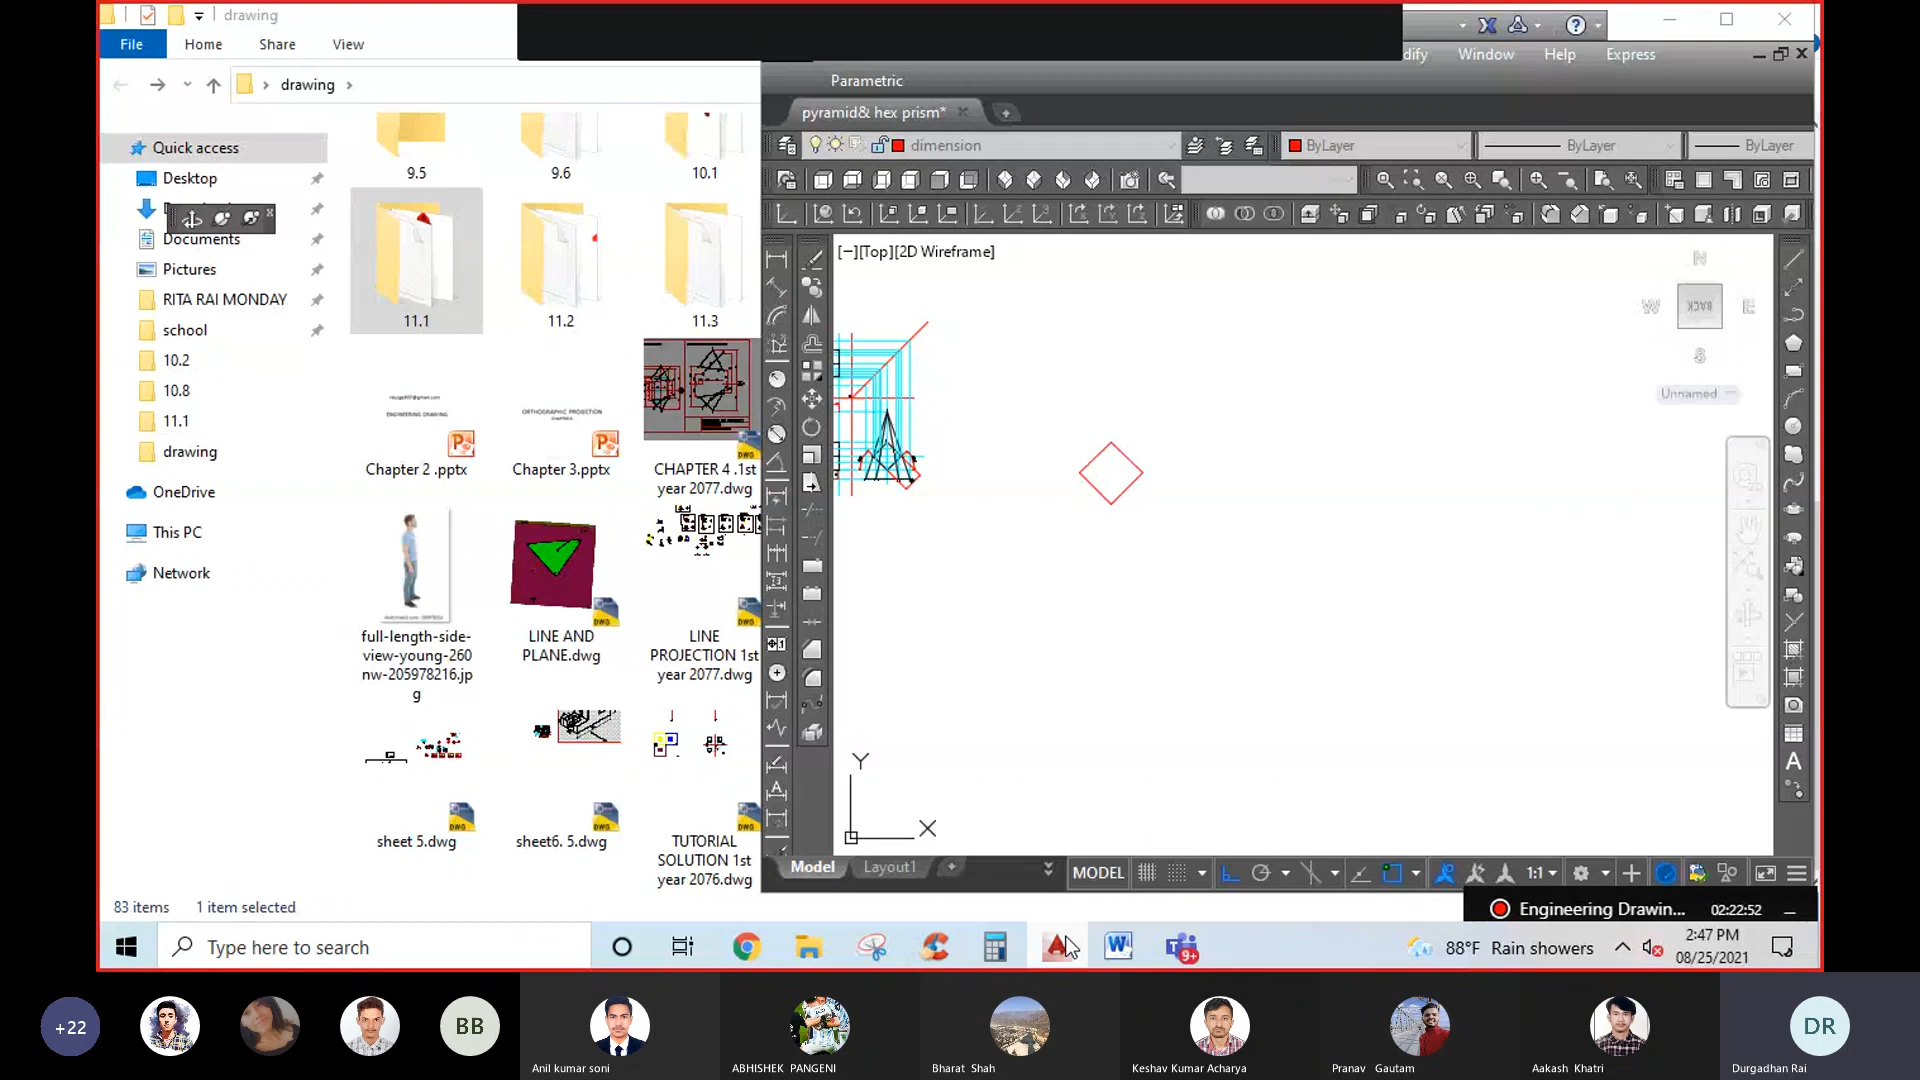 drawing
File
Home
Share
View
dify
Window
Help
Express
drawing
Parametric
pyramid& hex prism*
dimension
ByLayer
ByLayer
ByLayer
Quick access
Desktop
Documents
Pictures
RITA RAI MONDAY
school
10.2
10.8
11.1
drawing
OneDrive
This PC
Network
9.5
9.6
10.1
11.1
11.2
11.3
ENGINEERING DRAWING
ORTHOGRAPHIC PROJECTION
Chapter 2 .pptx
Chapter 3.pptx
CHAPTER 4 .1st
year 2077.dwg
full-length-side-
view-young-260
nw-205978216.jp
g
LINE AND
PLANE.dwg
LINE
PROJECTION 1st
year 2077.dwg
sheet 5.dwg
sheet6. 5.dwg
TUTORIAL
SOLUTION 1st
year 2076.dwg
83 items
1 item selected
[−][Top][2D Wireframe]
N
W
BACK
E
S
Unnamed
Y
X
Model
Layout1
MODEL
1:1
Engineering Drawin...
02:22:52
Type here to search
9+
88°F Rain showers
2:47 PM
08/25/2021
+22
BB
DR
Anil kumar soni
ABHISHEK PANGENI
Bharat Shah
Keshav Kumar Acharya
Pranav Gautam
Aakash Khatri
Durgadhan Rai